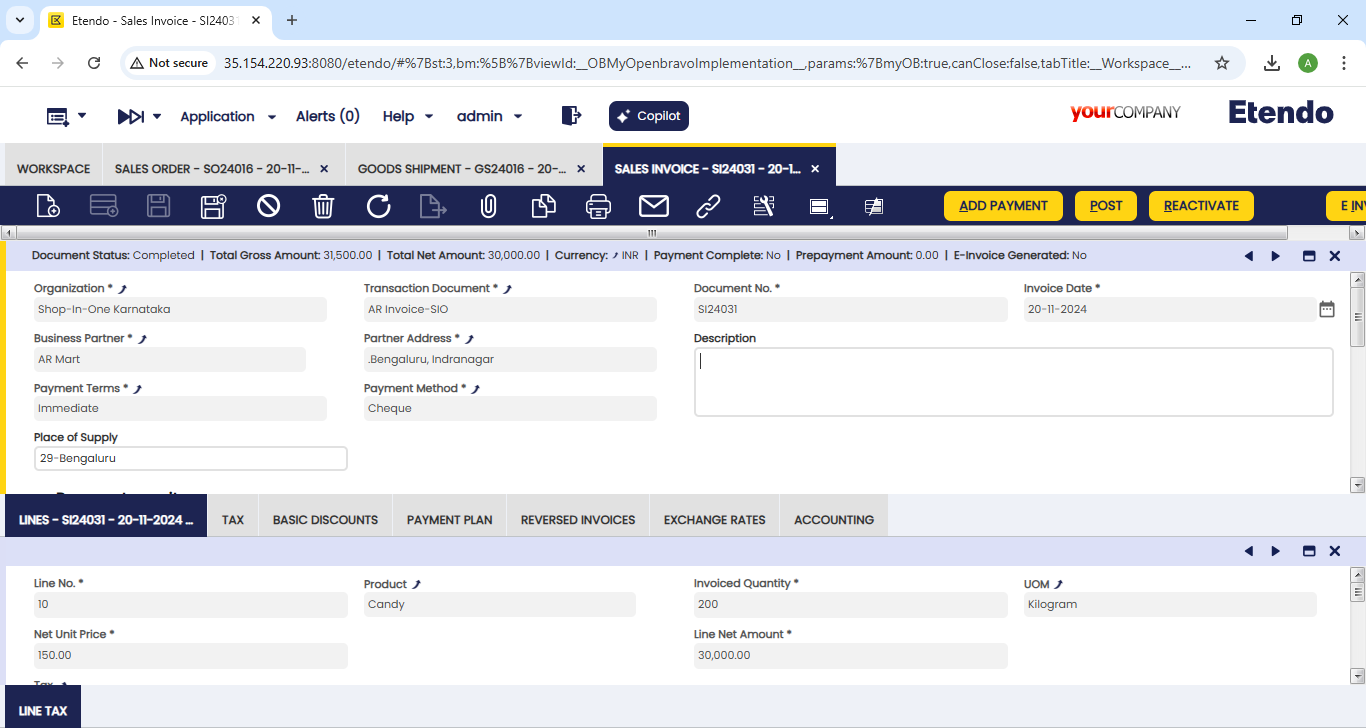 Etendo - Sales Invoice - SI24031
Not secure
35.154.220.93:8080/etendo/#%7Bst:3,bm:%5B%7BviewId:__OBMyOpenbravoImplementation__,params:%7BmyOB:true,canClose:false,tabTitle:__Workspace__...
A
Application
Alerts (0)
Help
admin
Copilot
yourCOMPANY
Etendo
WORKSPACE
SALES ORDER - SO24016 - 20-11-...
GOODS SHIPMENT - GS24016 - 20-...
SALES INVOICE - SI24031 - 20-1...
ADD PAYMENT
POST
REACTIVATE
E INV
Document Status: Completed | Total Gross Amount: 31,500.00 | Total Net Amount: 30,000.00 | Currency: INR | Payment Complete: No | Prepayment Amount: 0.00 | E-Invoice Generated: No
Organization *
Transaction Document *
Document No. *
Invoice Date *
Shop-In-One Karnataka
AR Invoice-SIO
SI24031
20-11-2024
Business Partner *
Partner Address *
Description
AR Mart
.Bengaluru, Indranagar
Payment Terms *
Payment Method *
Immediate
Cheque
Place of Supply
29-Bengaluru
LINES - SI24031 - 20-11-2024 ...
TAX
BASIC DISCOUNTS
PAYMENT PLAN
REVERSED INVOICES
EXCHANGE RATES
ACCOUNTING
Line No. *
Product
Invoiced Quantity *
UOM
10
Candy
200
Kilogram
Net Unit Price *
Line Net Amount *
150.00
30,000.00
Tax
LINE TAX